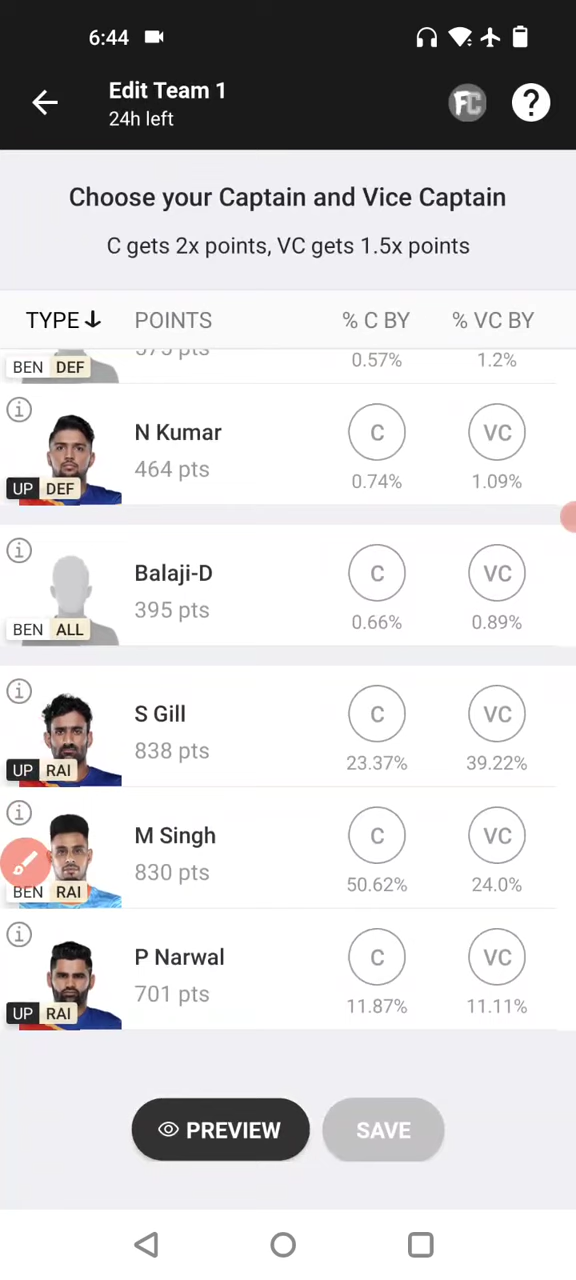 6:44
Edit Team 1
24h left
FC
?
Choose your Captain and Vice Captain
C gets 2x points, VC gets 1.5x points
TYPE POINTS % C BY % VC BY
pts
0.57% 1.2%
BEN DEF
N Kumar
464 pts
C VC
0.74% 1.09%
UP DEF
Balaji-D
395 pts
C VC
0.66% 0.89%
BEN ALL
S Gill
838 pts
C VC
23.37% 39.22%
UP RAI
M Singh
830 pts
C VC
50.62% 24.0%
BEN RAI
P Narwal
701 pts
C VC
11.87% 11.11%
UP RAI
PREVIEW SAVE